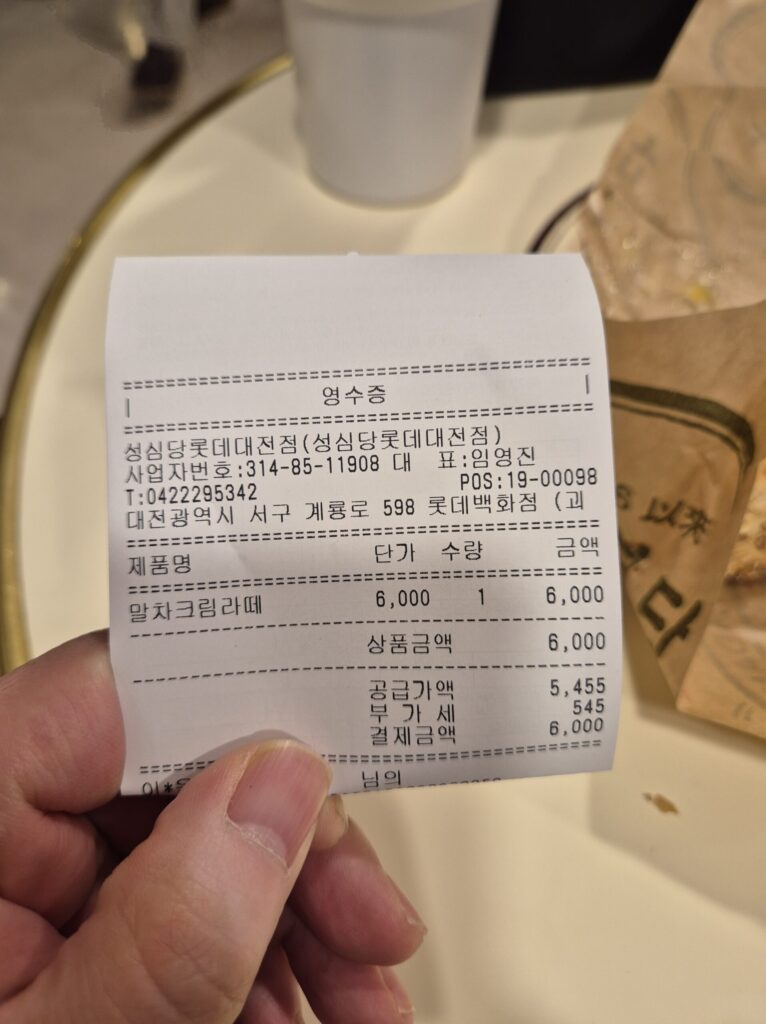 영수증
성심당롯데대전점(성심당롯데대전점)
사업자번호:314-85-11908 대 표:임영진
T:0422295342 POS:19-00098
대전광역시 서구 계룡로 598 롯데백화점 (괴
제품명 단가 수량 금액
말차크림라떼 6,000 1 6,000
상품금액 6,000
공급가액 5,455
부 가 세 545
결제금액 6,000
님의
以来
다